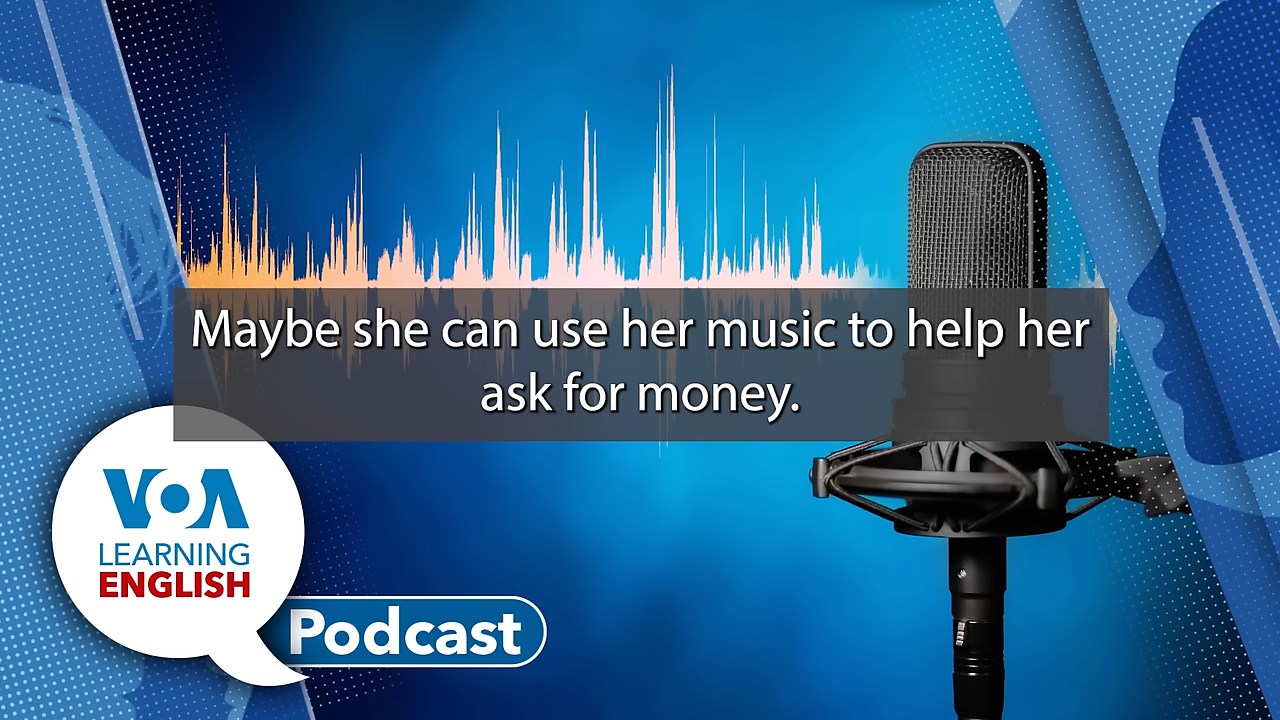 Maybe she can use her music to help her
ask for money.
VOA
LEARNING
ENGLISH
Podcast